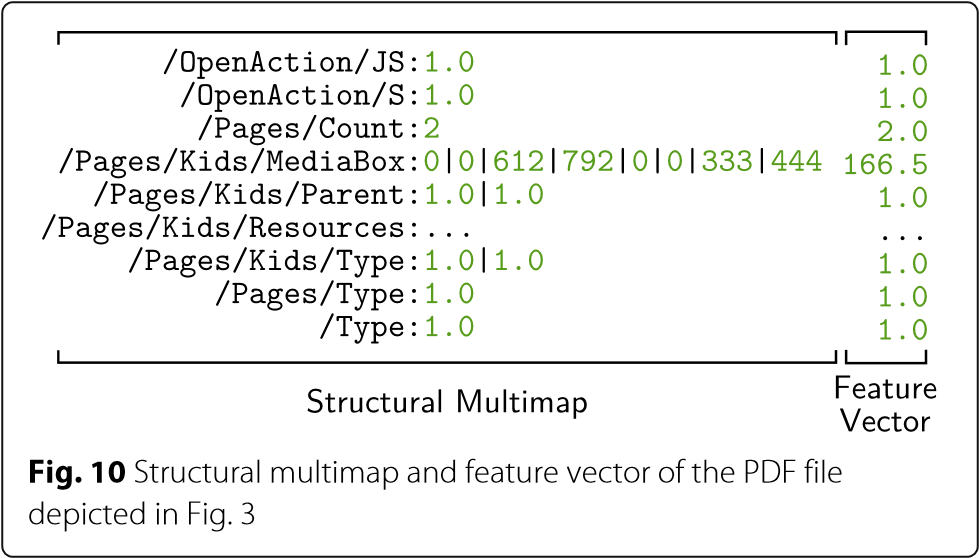 /OpenAction/JS:1.0 1.0
/OpenAction/S:1.0 1.0
/Pages/Count:2 2.0
/Pages/Kids/MediaBox:0|0|612|792|0|0|333|444 166.5
/Pages/Kids/Parent:1.0|1.0 1.0
/Pages/Kids/Resources:... ...
/Pages/Kids/Type:1.0|1.0 1.0
/Pages/Type:1.0 1.0
/Type:1.0 1.0
Structural Multimap
Feature
Vector
Fig. 10 Structural multimap and feature vector of the PDF file
depicted in Fig. 3